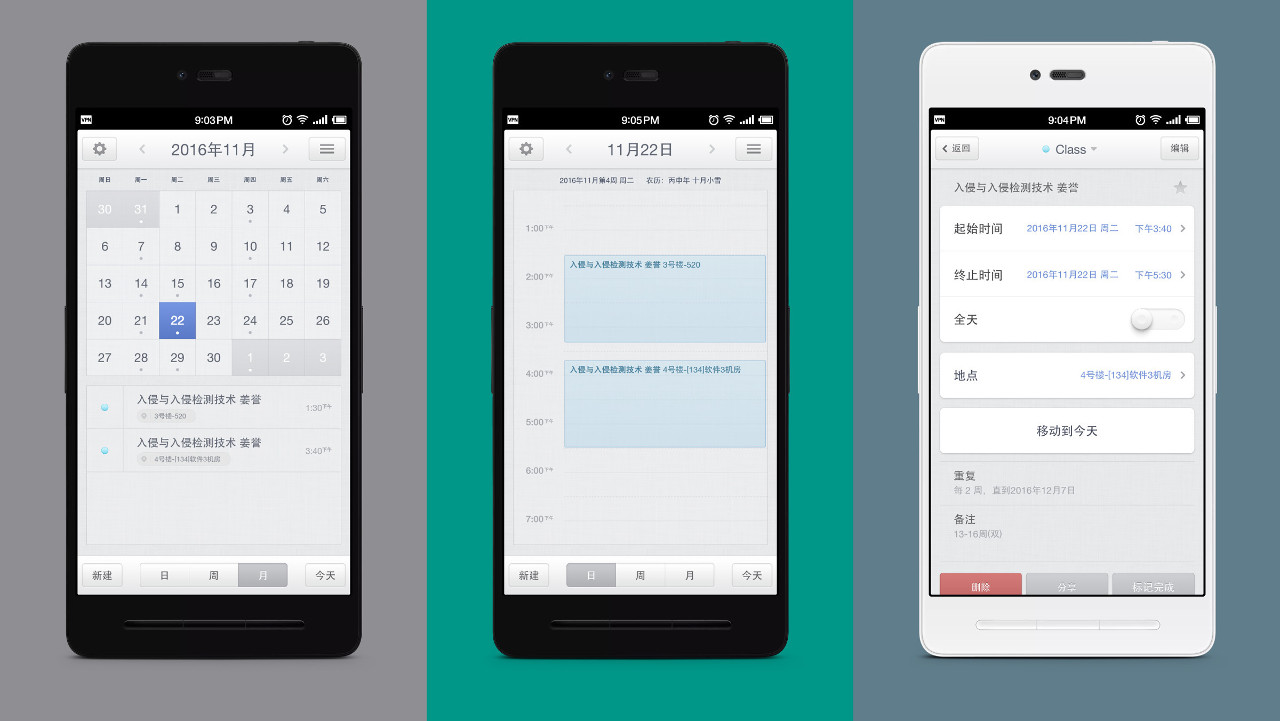 VPN
9:03PM
2016年11月
周日 周一 周二 周三 周四 周五 周六
30 31 1 2 3 4 5
6 7 8 9 10 11 12
13 14 15 16 17 18 19
20 21 22 23 24 25 26
27 28 29 30 1 2 3
入侵与入侵检测技术 姜誉
3号楼-520
1:30下午
入侵与入侵检测技术 姜誉
4号楼-[134]软件3机房
3:40下午
新建 日 周 月 今天
VPN
9:05PM
11月22日
2016年11月第4周 周二 农历: 丙申年 十月小雪
1:00下午
入侵与入侵检测技术 姜誉 3号楼-520
2:00下午
3:00下午
入侵与入侵检测技术 姜誉 4号楼-[134]软件3机房
4:00下午
5:00下午
6:00下午
7:00下午
新建 日 周 月 今天
VPN
9:04PM
返回 Class 编辑
入侵与入侵检测技术 姜誉
起始时间 2016年11月22日 周二 下午3:40
终止时间 2016年11月22日 周二 下午5:30
全天
地点 4号楼-[134]软件3机房
移动到今天
重复
每 2 周, 直到2016年12月7日
备注
13-16周(双)
删除 分享 标记完成